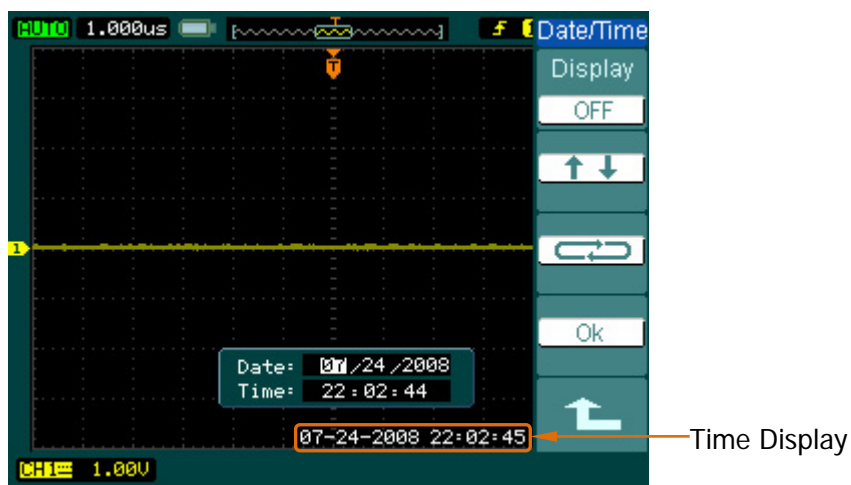 AUTO 1.000us T Date/Time
T
Display
OFF
1
Ok
Date: 07/24/2008
Time: 22:02:44
07-24-2008 22:02:45
Time Display
CH1 1.00V